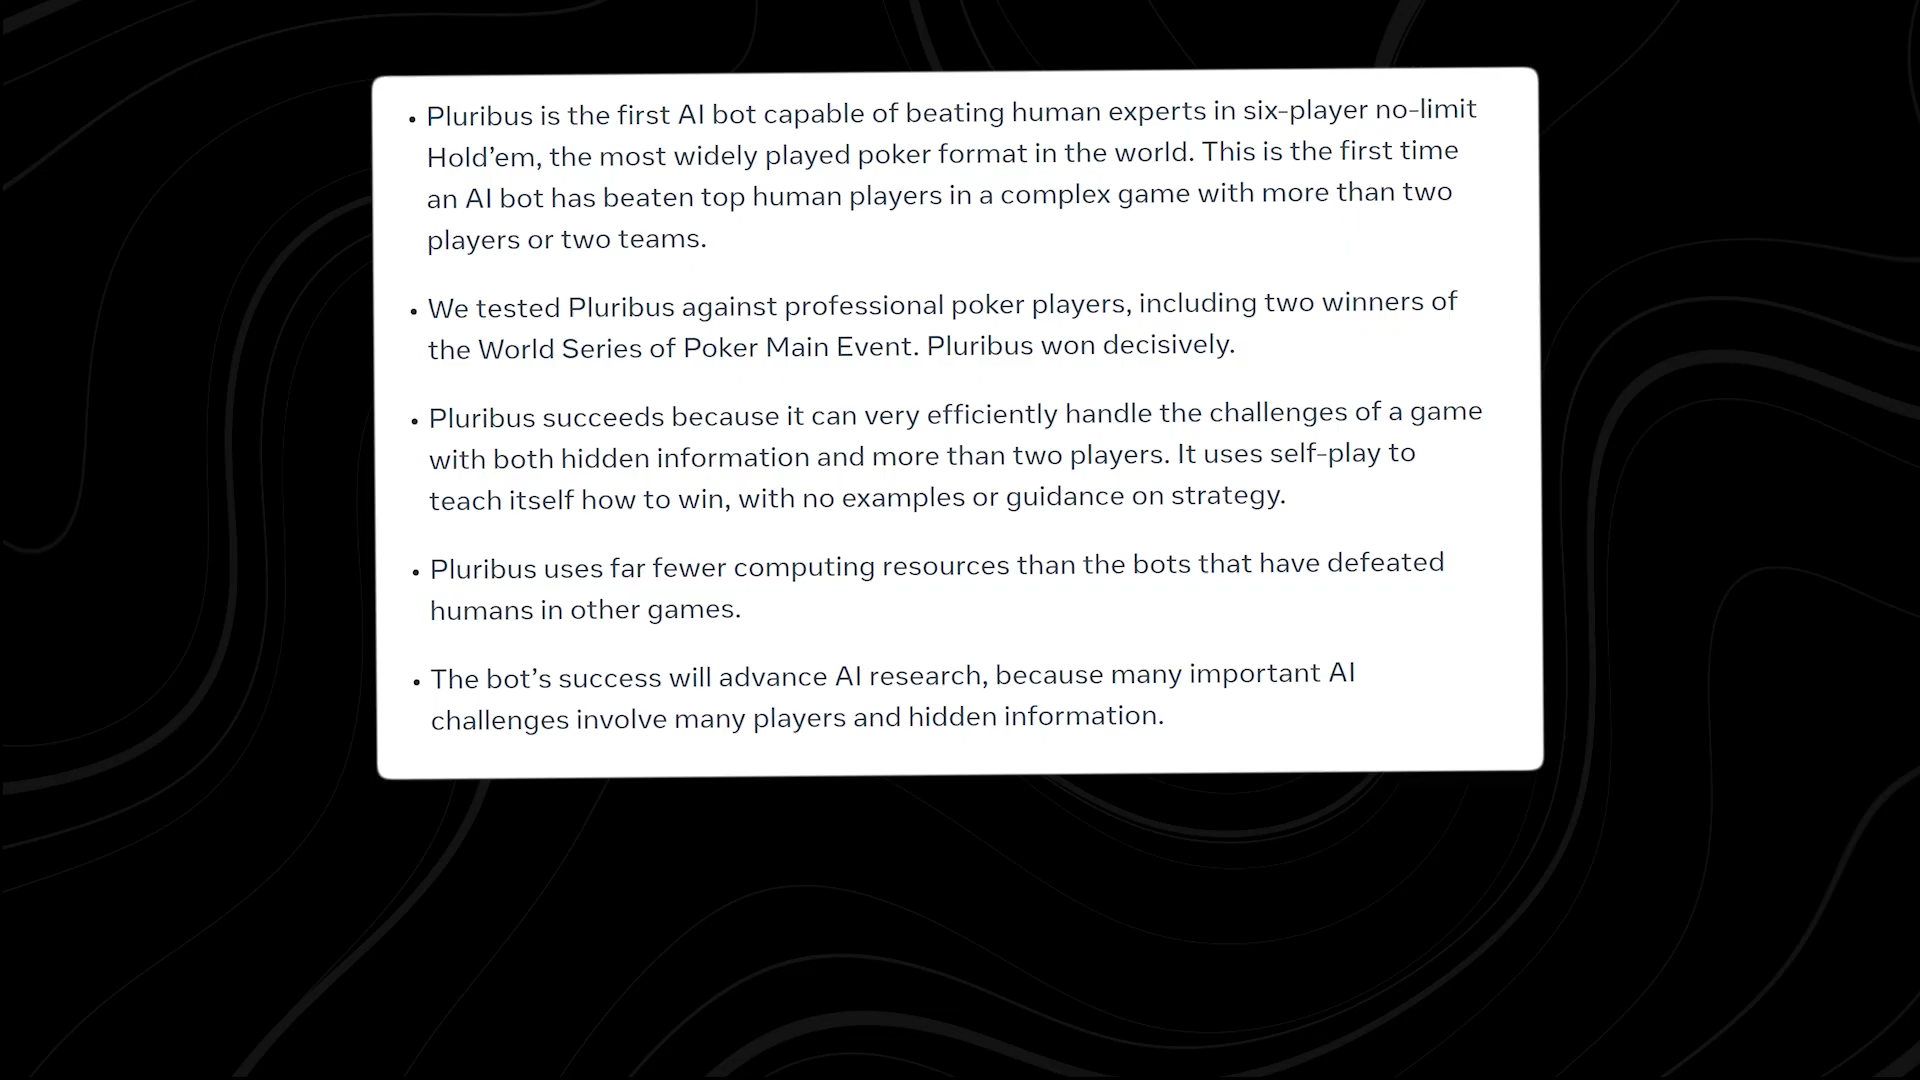 • Pluribus is the first AI bot capable of beating human experts in six-player no-limit
Hold’em, the most widely played poker format in the world. This is the first time
an AI bot has beaten top human players in a complex game with more than two
players or two teams.
• We tested Pluribus against professional poker players, including two winners of
the World Series of Poker Main Event. Pluribus won decisively.
• Pluribus succeeds because it can very efficiently handle the challenges of a game
with both hidden information and more than two players. It uses self-play to
teach itself how to win, with no examples or guidance on strategy.
• Pluribus uses far fewer computing resources than the bots that have defeated
humans in other games.
• The bot’s success will advance AI research, because many important AI
challenges involve many players and hidden information.